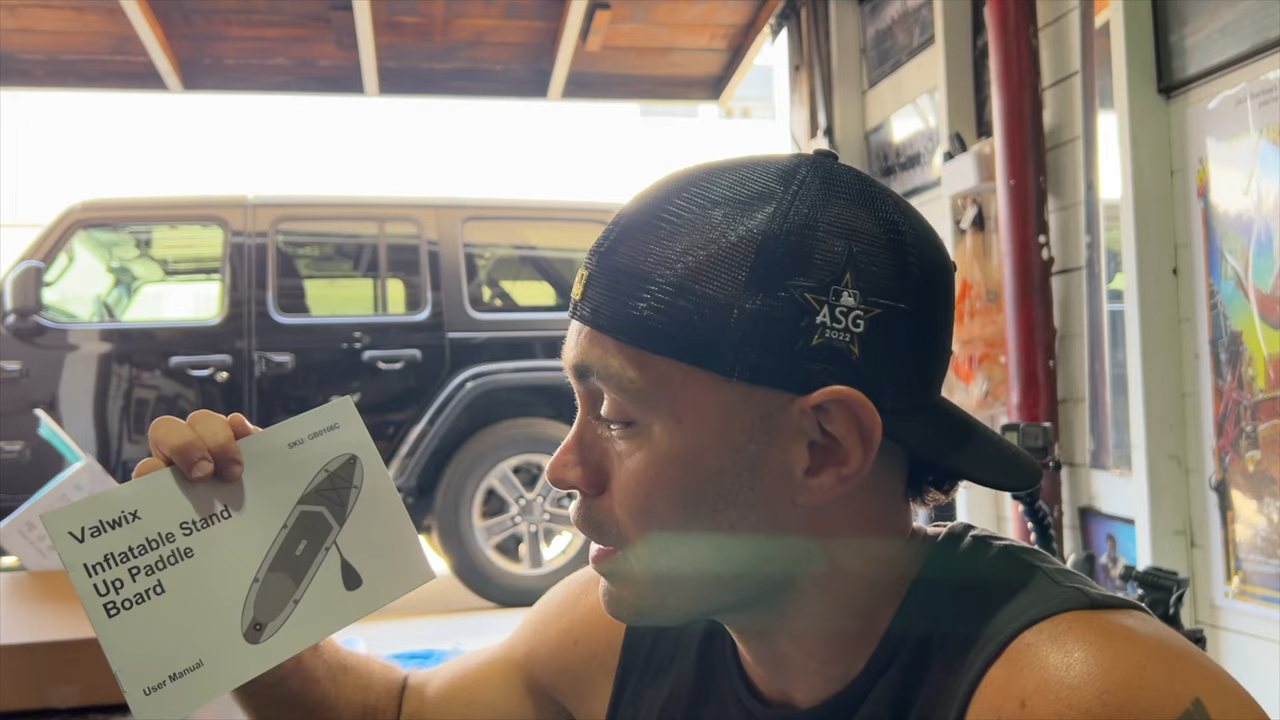 SKU: GB0106C
Valwix
Inflatable Stand
Up Paddle
Board
User Manual
ASG
2022